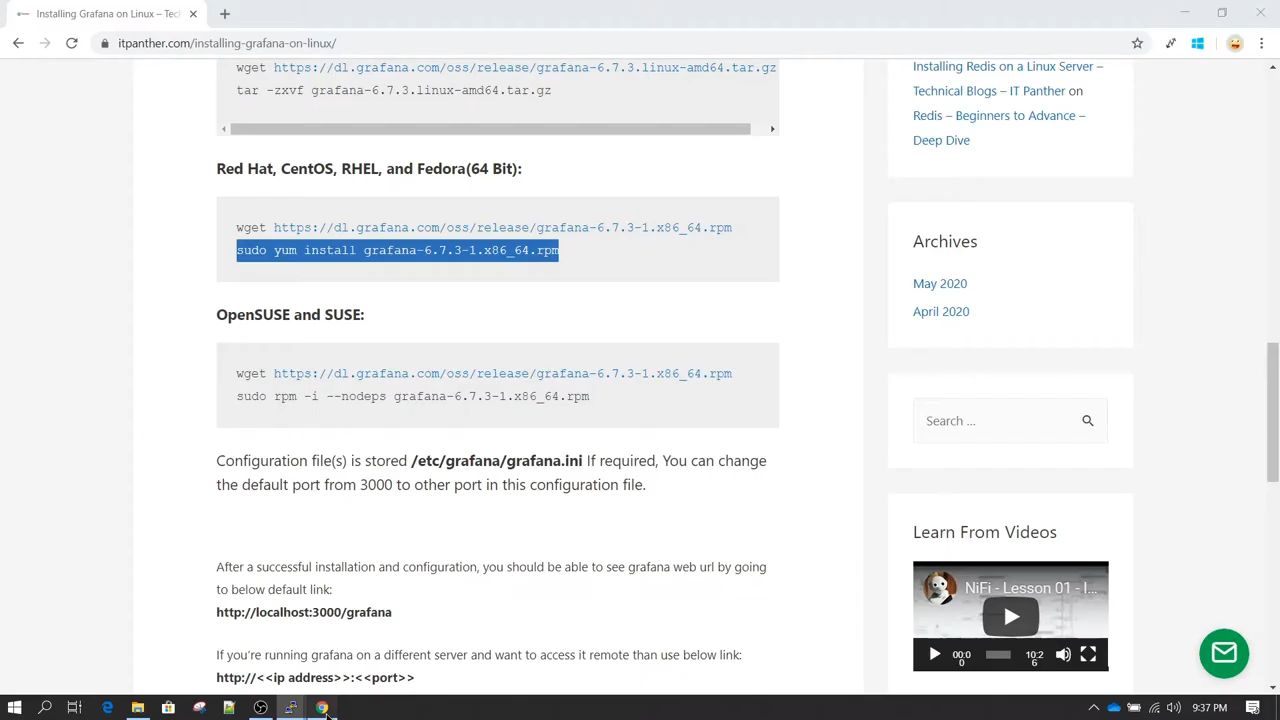 Installing Grafana on Linux – Tec
itpanther.com/installing-grafana-on-linux/
wget https://dl.grafana.com/oss/release/grafana-6.7.3.linux-amd64.tar.gz
tar -zxvf grafana-6.7.3.linux-amd64.tar.gz
Red Hat, CentOS, RHEL, and Fedora(64 Bit):
wget https://dl.grafana.com/oss/release/grafana-6.7.3-1.x86_64.rpm
sudo yum install grafana-6.7.3-1.x86_64.rpm
OpenSUSE and SUSE:
wget https://dl.grafana.com/oss/release/grafana-6.7.3-1.x86_64.rpm
sudo rpm -i --nodeps grafana-6.7.3-1.x86_64.rpm
Configuration file(s) is stored /etc/grafana/grafana.ini If required, You can change
the default port from 3000 to other port in this configuration file.
After a successful installation and configuration, you should be able to see grafana web url by going
to below default link:
http://localhost:3000/grafana
If you're running grafana on a different server and want to access it remote than use below link:
http://<<ip address>>:<<port>>
Installing Redis on a Linux Server –
Technical Blogs – IT Panther on
Redis – Beginners to Advance –
Deep Dive
Archives
May 2020
April 2020
Search ...
Learn From Videos
NiFi - Lesson 01 - I...
00:0
0
10:2
6
9:37 PM